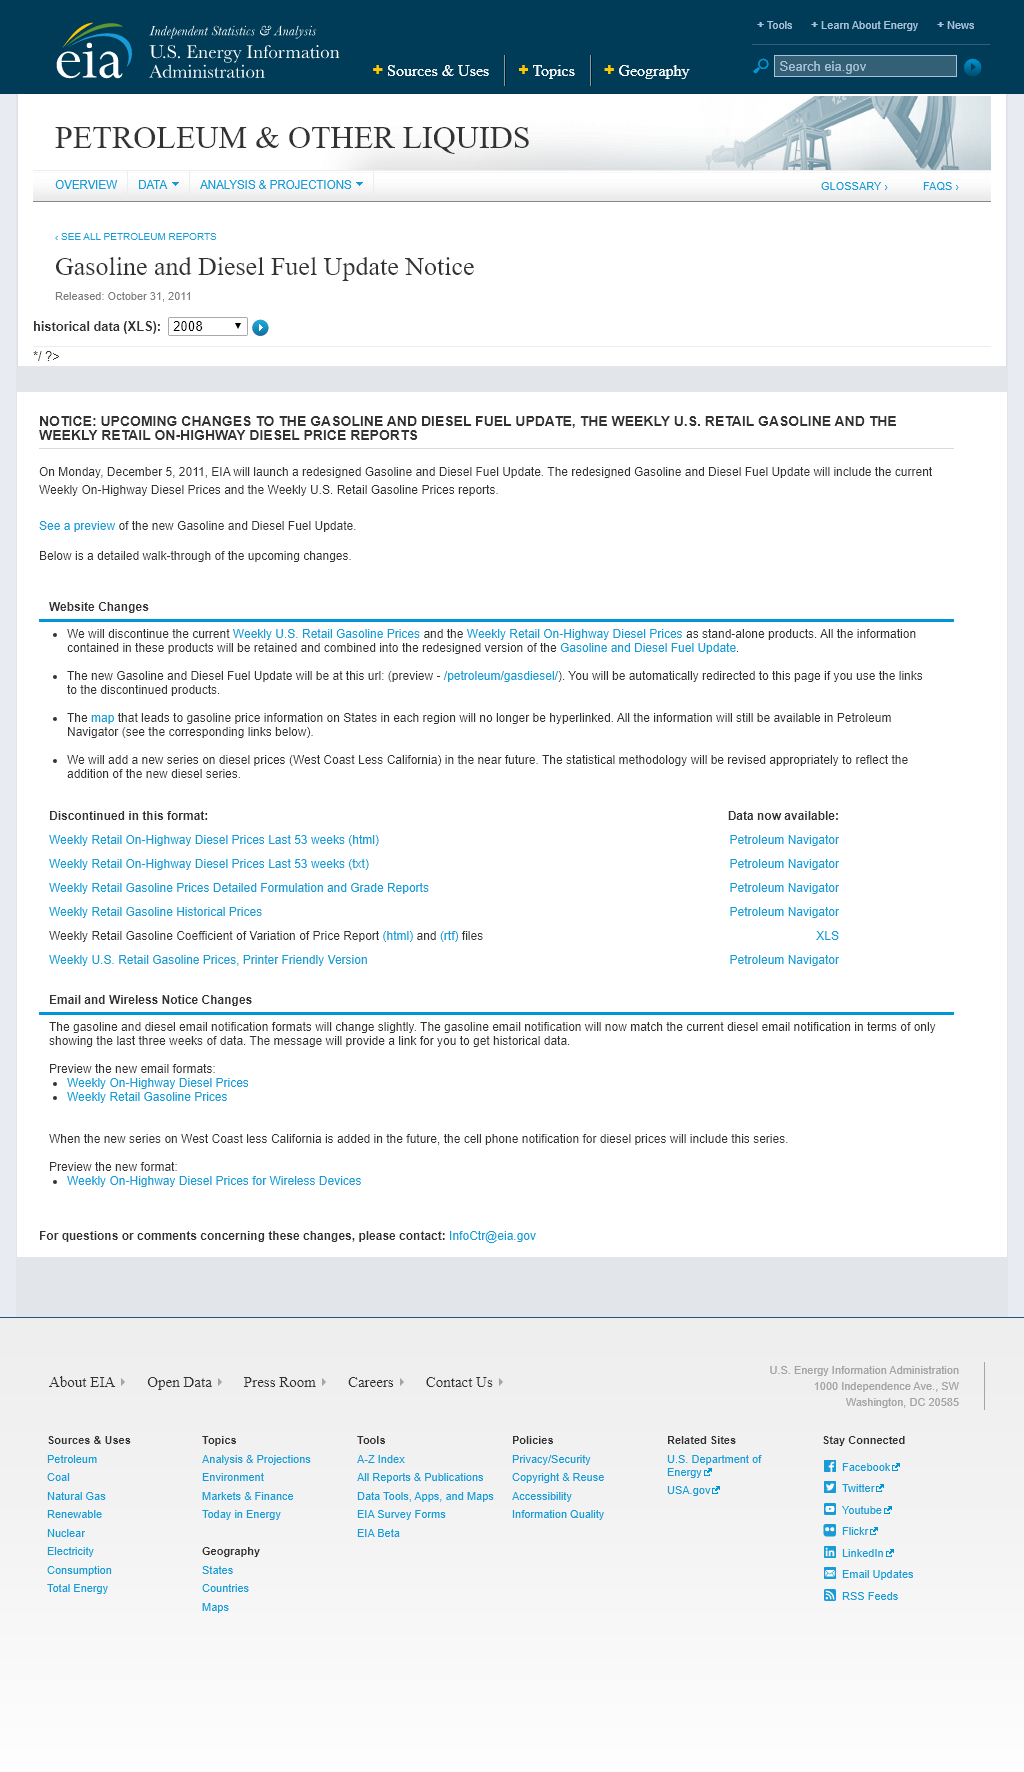 + Tools + Learn About Energy + News
Independent Statistics & Analysis
eia U.S. Energy Information
Administration
+ Sources & Uses + Topics + Geography
Search eia.gov
PETROLEUM & OTHER LIQUIDS
OVERVIEW DATA ANALYSIS & PROJECTIONS GLOSSARY › FAQS ›
‹ SEE ALL PETROLEUM REPORTS
Gasoline and Diesel Fuel Update Notice
Released: October 31, 2011
historical data (XLS): 2008
*/ ?>
NOTICE: UPCOMING CHANGES TO THE GASOLINE AND DIESEL FUEL UPDATE, THE WEEKLY U.S. RETAIL GASOLINE AND THE
WEEKLY RETAIL ON-HIGHWAY DIESEL PRICE REPORTS
On Monday, December 5, 2011, EIA will launch a redesigned Gasoline and Diesel Fuel Update. The redesigned Gasoline and Diesel Fuel Update will include the current
Weekly On-Highway Diesel Prices and the Weekly U.S. Retail Gasoline Prices reports.
See a preview of the new Gasoline and Diesel Fuel Update.
Below is a detailed walk-through of the upcoming changes.
Website Changes
• We will discontinue the current Weekly U.S. Retail Gasoline Prices and the Weekly Retail On-Highway Diesel Prices as stand-alone products. All the information
contained in these products will be retained and combined into the redesigned version of the Gasoline and Diesel Fuel Update.
• The new Gasoline and Diesel Fuel Update will be at this url: (preview - /petroleum/gasdiesel/). You will be automatically redirected to this page if you use the links
to the discontinued products.
• The map that leads to gasoline price information on States in each region will no longer be hyperlinked. All the information will still be available in Petroleum
Navigator (see the corresponding links below).
• We will add a new series on diesel prices (West Coast Less California) in the near future. The statistical methodology will be revised appropriately to reflect the
addition of the new diesel series.
Discontinued in this format: Data now available:
Weekly Retail On-Highway Diesel Prices Last 53 weeks (html) Petroleum Navigator
Weekly Retail On-Highway Diesel Prices Last 53 weeks (txt) Petroleum Navigator
Weekly Retail Gasoline Prices Detailed Formulation and Grade Reports Petroleum Navigator
Weekly Retail Gasoline Historical Prices Petroleum Navigator
Weekly Retail Gasoline Coefficient of Variation of Price Report (html) and (rtf) files XLS
Weekly U.S. Retail Gasoline Prices, Printer Friendly Version Petroleum Navigator
Email and Wireless Notice Changes
The gasoline and diesel email notification formats will change slightly. The gasoline email notification will now match the current diesel email notification in terms of only
showing the last three weeks of data. The message will provide a link for you to get historical data.
Preview the new email formats:
• Weekly On-Highway Diesel Prices
• Weekly Retail Gasoline Prices
When the new series on West Coast less California is added in the future, the cell phone notification for diesel prices will include this series.
Preview the new format:
• Weekly On-Highway Diesel Prices for Wireless Devices
For questions or comments concerning these changes, please contact: InfoCtr@eia.gov
About EIA Open Data Press Room Careers Contact Us
U.S. Energy Information Administration
1000 Independence Ave., SW
Washington, DC 20585
Sources & Uses
Petroleum
Coal
Natural Gas
Renewable
Nuclear
Electricity
Consumption
Total Energy
Topics
Analysis & Projections
Environment
Markets & Finance
Today in Energy
Geography
States
Countries
Maps
Tools
A-Z Index
All Reports & Publications
Data Tools, Apps, and Maps
EIA Survey Forms
EIA Beta
Policies
Privacy/Security
Copyright & Reuse
Accessibility
Information Quality
Related Sites
U.S. Department of
Energy
USA.gov
Stay Connected
Facebook
Twitter
Youtube
Flickr
LinkedIn
Email Updates
RSS Feeds